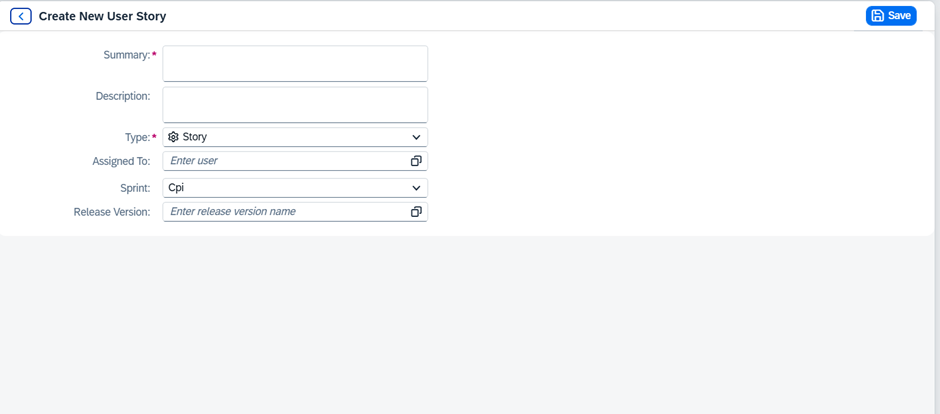 Create New User Story
Save
Summary:*
Description:
Type:*
Story
Assigned To:
Enter user
Sprint:
Cpi
Release Version:
Enter release version name